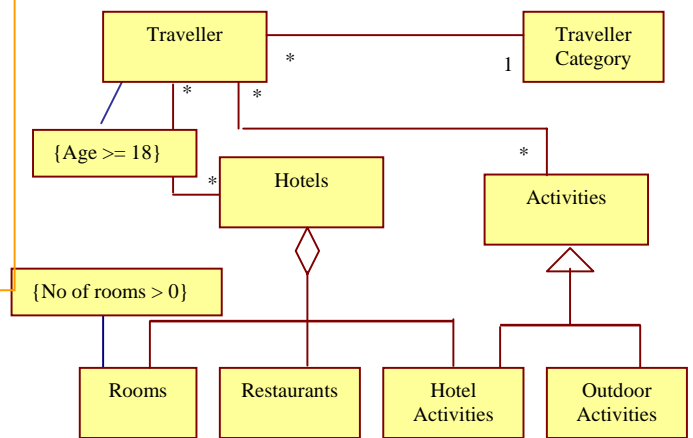 Traveller
Traveller
Category
*
1
*
*
{Age >= 18}
*
*
Hotels
Activities
{No of rooms > 0}
Rooms
Restaurants
Hotel
Activities
Outdoor
Activities